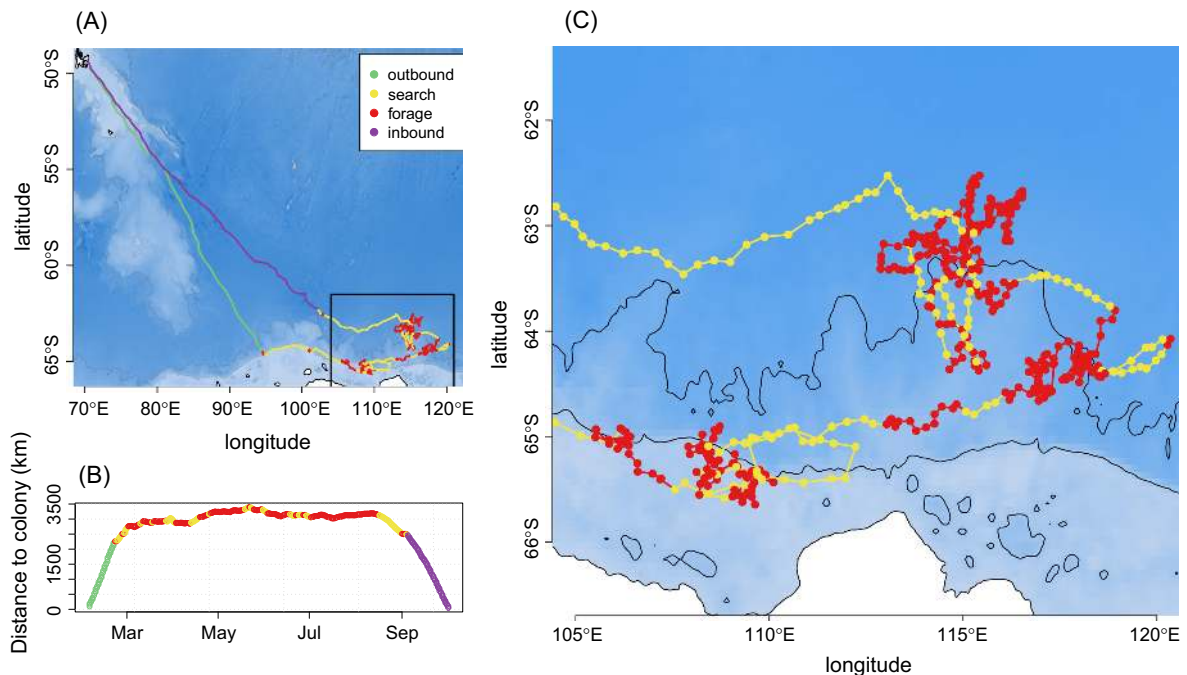 (A)
50°S
55°S
60°S
65°S
latitude
outbound
search
forage
inbound
70°E
80°E
90°E
100°E
110°E
120°E
longitude
(B)
Distance to colony (km)
3500
1500
0
Mar
May
Jul
Sep
(C)
62°S
63°S
64°S
65°S
66°S
latitude
105°E
110°E
115°E
120°E
longitude